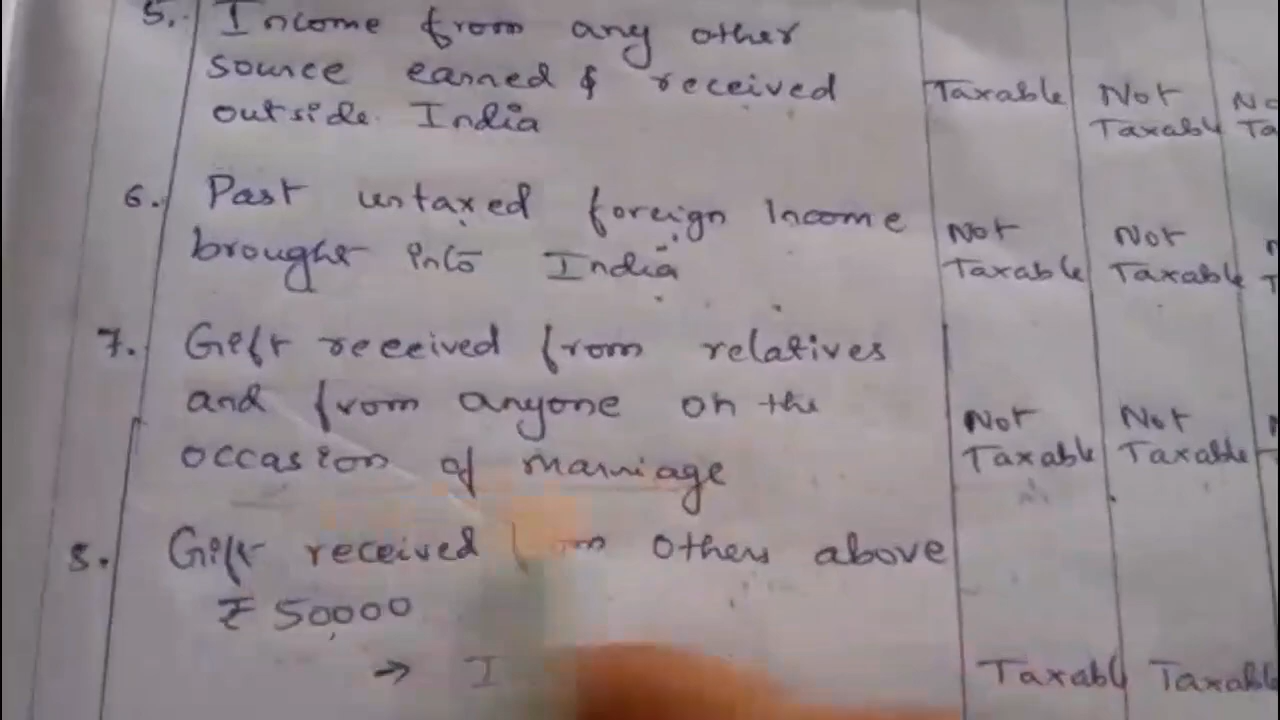 5. Income from any other
source earned & received Taxable Not
outside India Taxable
6. Past untaxed foreign Income Not Not
brought into India Taxable Taxable
7. Gift received from relatives
and from anyone on the Not Not
occasion of marriage Taxable Taxable
8. Gift received from others above
₹ 50000
→ I Taxable Taxable